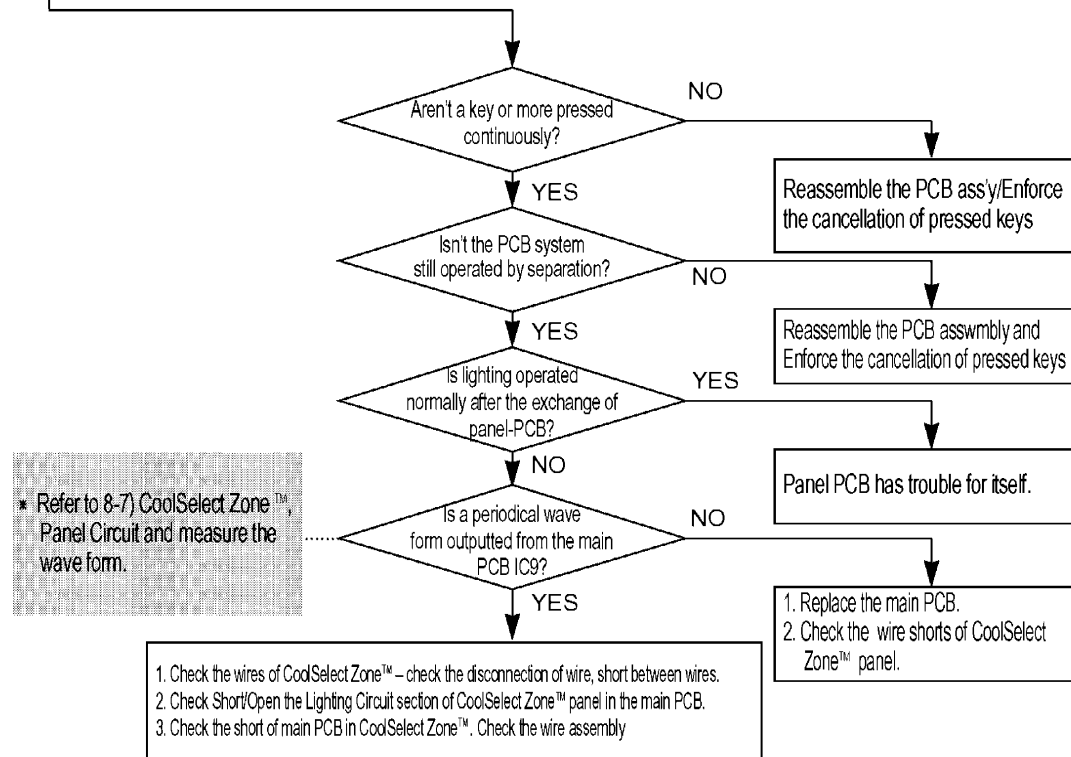 Aren't a key or more pressed
continuously?
NO
Reassemble the PCB ass'y/Enforce
the cancellation of pressed keys
YES
Isn't the PCB system
still operated by separation?
NO
Reassemble the PCB asswmbly and
Enforce the cancellation of pressed keys
YES
Is lighting operated
normally after the exchange of
panel-PCB?
YES
Panel PCB has trouble for itself.
NO
* Refer to 8-7) CoolSelect Zone ™,
Panel Circuit and measure the
wave form.
Is a periodical wave
form outputted from the main
PCB IC9?
NO
1. Replace the main PCB.
2. Check the wire shorts of CoolSelect
Zone™ panel.
YES
1. Check the wires of CoolSelect Zone™ – check the disconnection of wire, short between wires.
2. Check Short/Open the Lighting Circuit section of CoolSelect Zone™ panel in the main PCB.
3. Check the short of main PCB in CoolSelect Zone™. Check the wire assembly